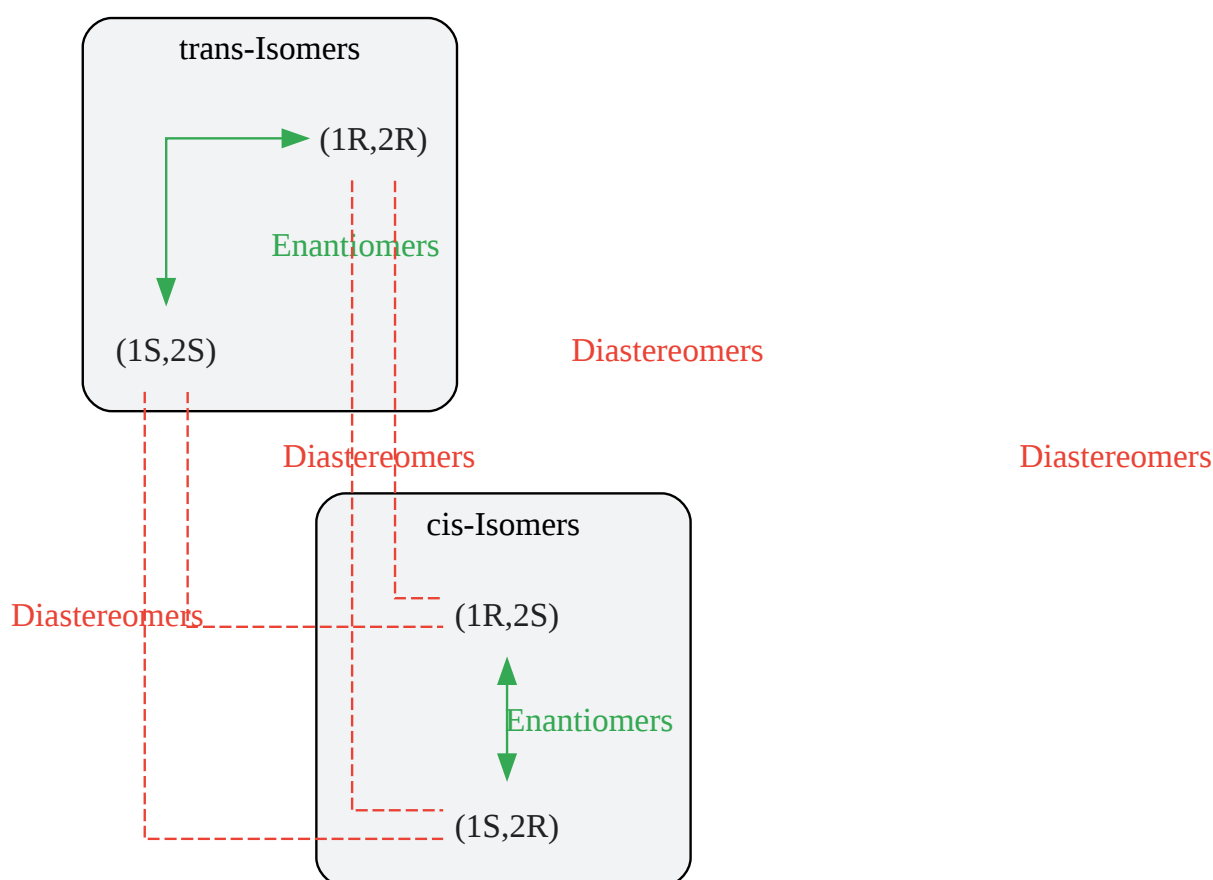 trans-Isomers
(1R,2R)
Enantiomers
(1S,2S)
Diastereomers
Diastereomers
Diastereomers
cis-Isomers
(1R,2S)
Diastereomers
Enantiomers
(1S,2R)